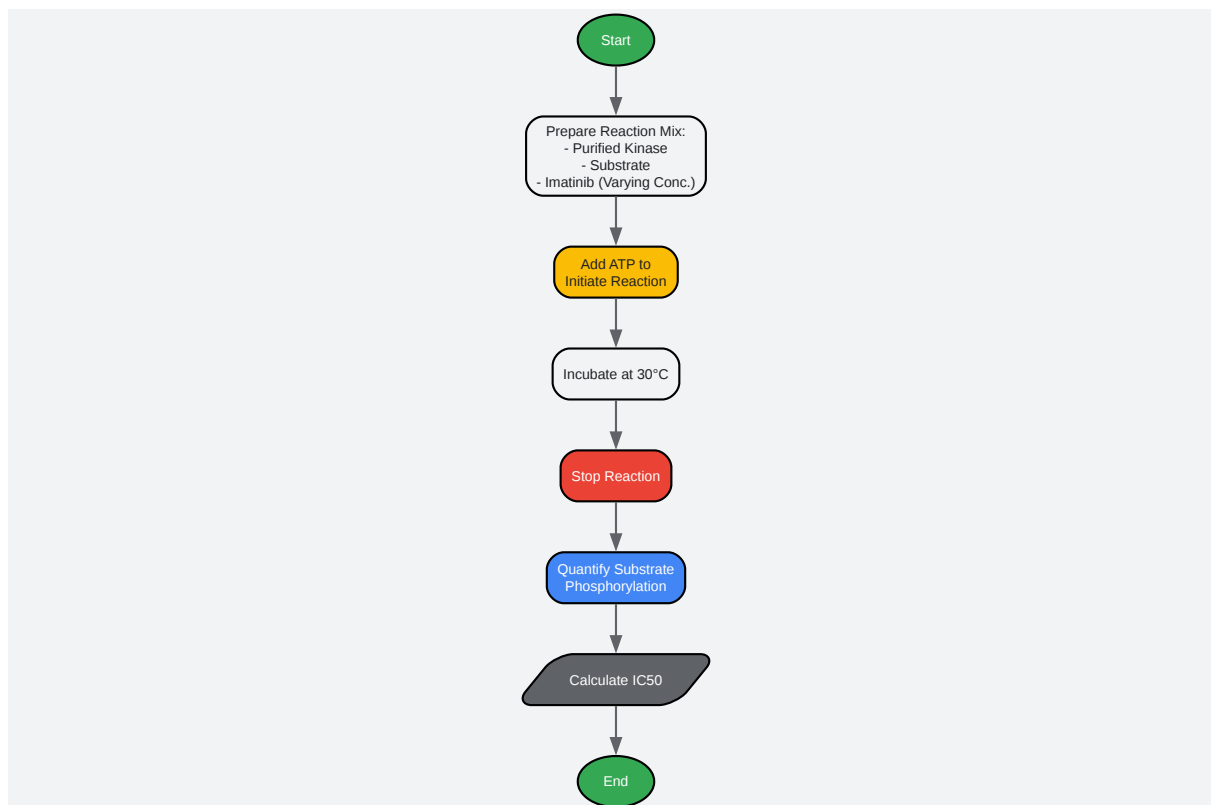 Start
Prepare Reaction Mix:
- Purified Kinase
- Substrate
- Imatinib (Varying Conc.)
Add ATP to
Initiate Reaction
Incubate at 30°C
Stop Reaction
Quantify Substrate
Phosphorylation
Calculate IC50
End